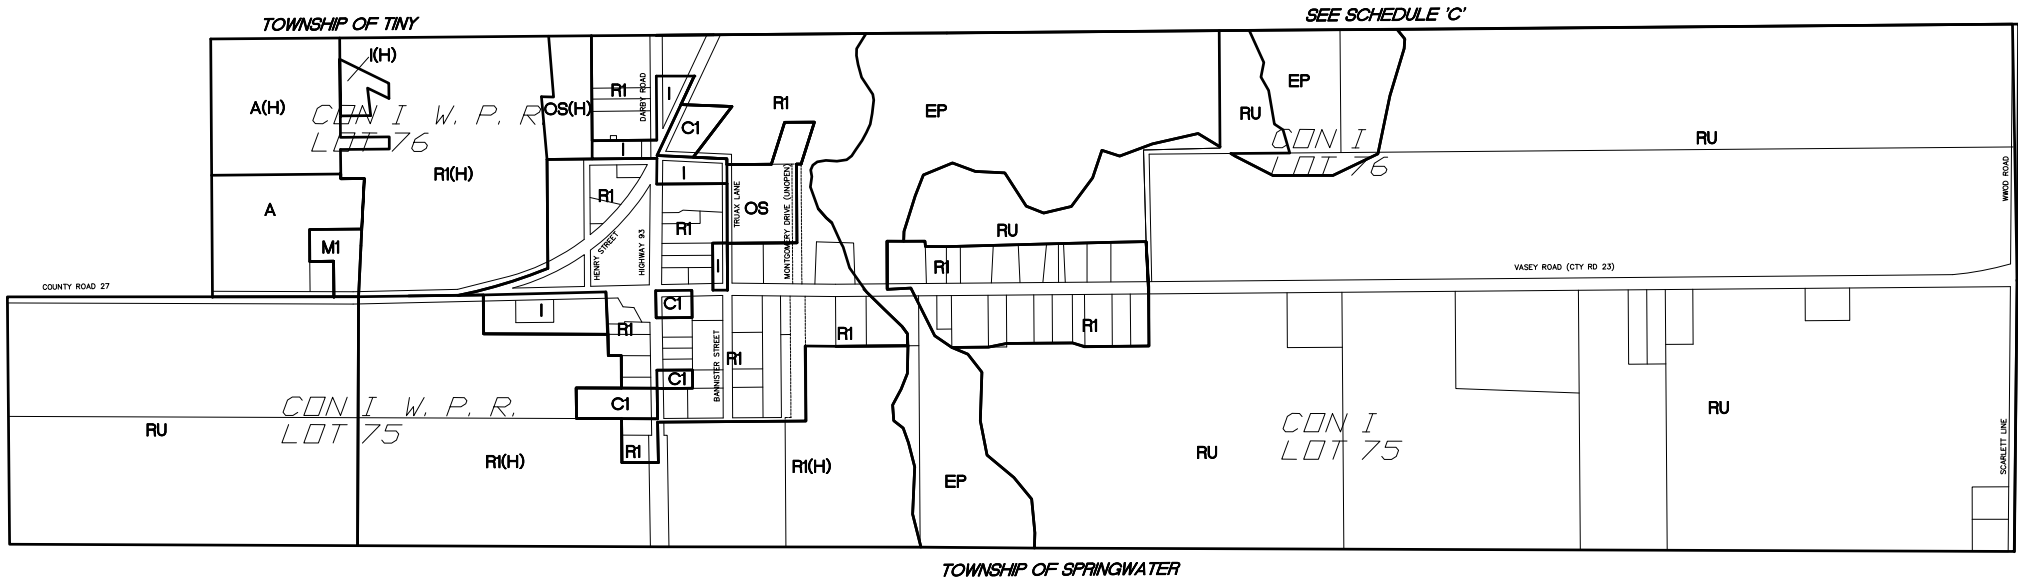 TOWNSHIP OF TINY
SEE SCHEDULE 'C'
I(H)
A(H)
CON I W. P. R.
LOT 76
OS(H)
R1
DARBY ROAD
I
C1
R1
EP
EP
RU
CON I
LOT 76
RU
I
R1(H)
A
M1
R1
HENRY STREET
HIGHWAY 93
I
R1
TRUAX LANE
OS
MONTGOMERY DRIVE (UNOPEN)
I
RU
R1
WWOD ROAD
VASEY ROAD (CTY RD 23)
COUNTY ROAD 27
I
R1
C1
R1
BANNISTER STREET
R1
R1
C1
C1
CON I W. P. R.
LOT 75
RU
R1(H)
R1
R1(H)
EP
RU
CON I
LOT 75
RU
SCARLETT LINE
TOWNSHIP OF SPRINGWATER